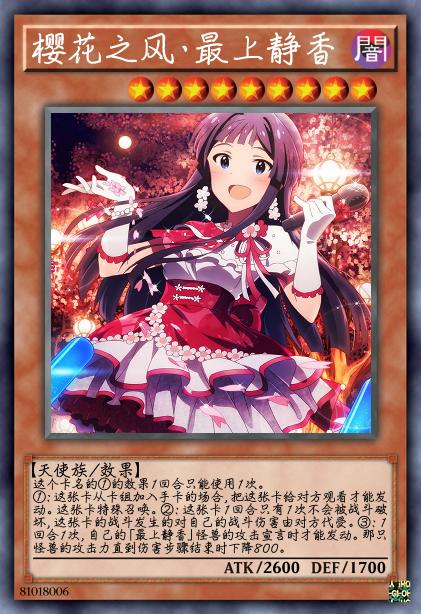 樱花之风·最上静香 闇
【天使族/效果】
这个卡名的①的效果1回合只能使用1次。
①:这张卡从卡组加入手卡的场合,把这张卡给对方观看才能发
动。这张卡特殊召唤。②:这张卡1回合只有1次不会被战斗破
坏,这张卡的战斗发生的对自己的战斗伤害由对方代受。③:1
回合1次,自己的「最上静香」怪兽的攻击宣言时才能发动。那只
怪兽的攻击力直到伤害步骤结束时下降800。
ATK/2600 DEF/1700
81018006